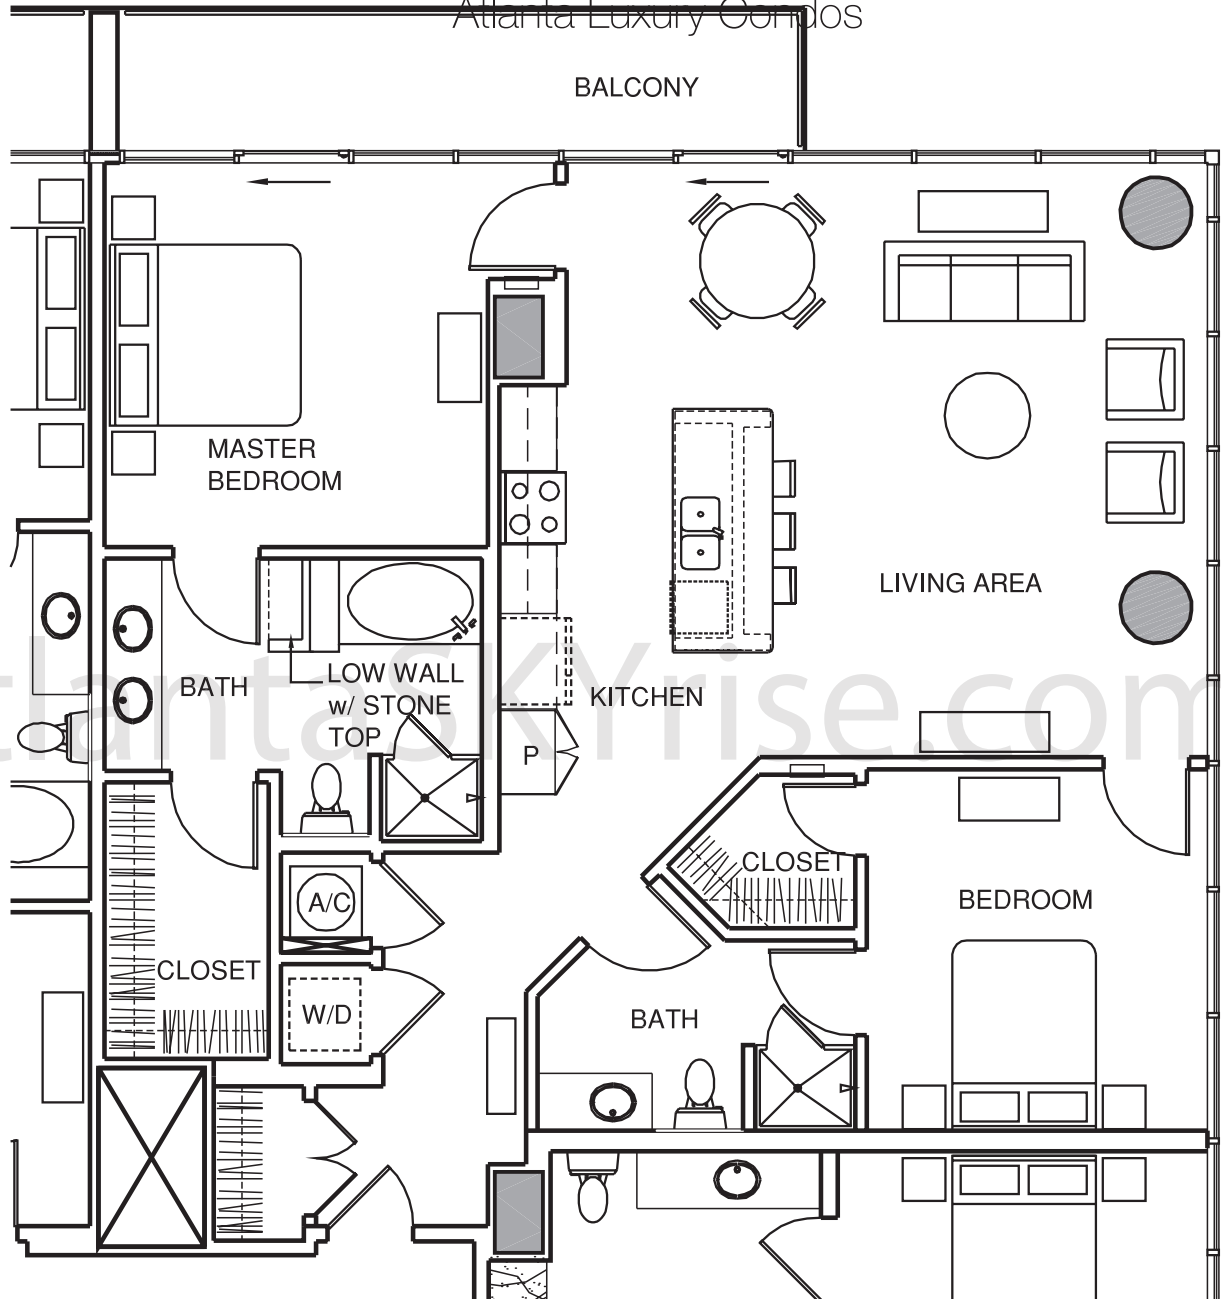 Atlanta Luxury Condos
BALCONY
MASTER
BEDROOM
LIVING AREA
BATH
LOW WALL
w/ STONE
TOP
KITCHEN
P
tlantaSKYrise.com
CLOSET
BEDROOM
A/C
CLOSET
W/D
BATH